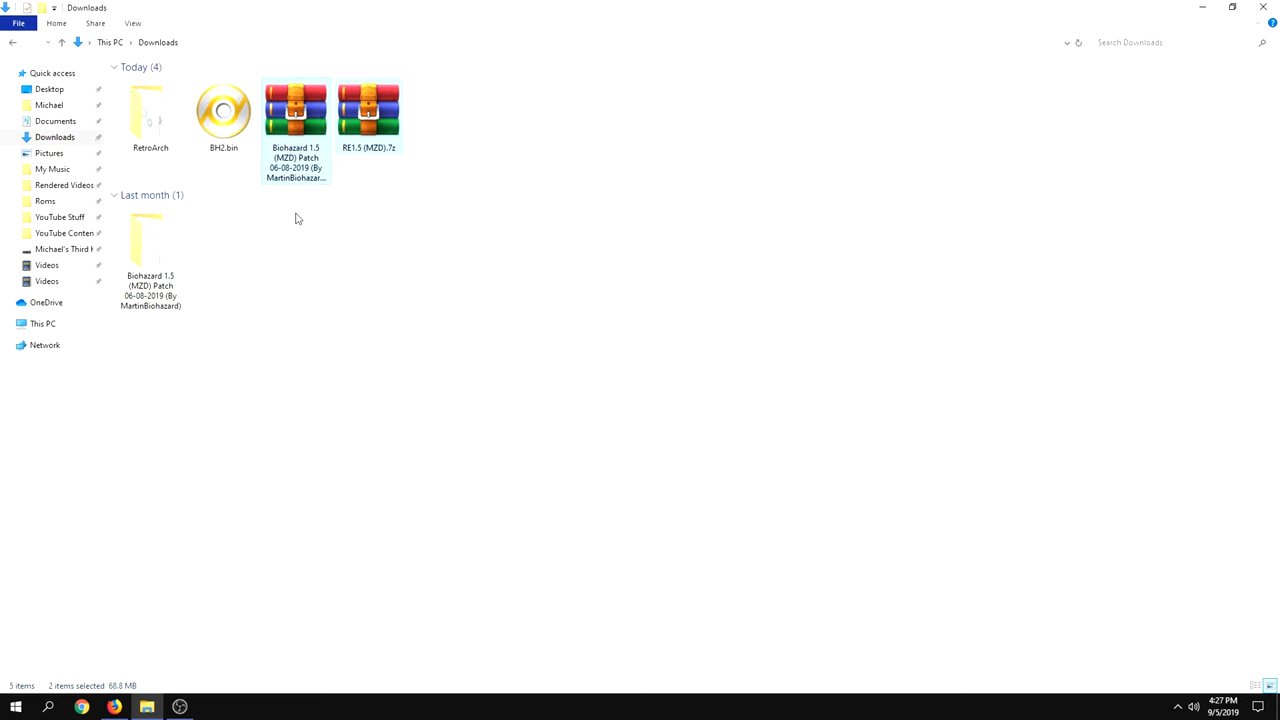 Downloads
File Home Share View
This PC Downloads Search Downloads
Quick access
Desktop
Michael
Documents
Downloads
Pictures
My Music
Rendered Videos
Roms
YouTube Stuff
YouTube Conten
Michael's Third H
Videos
Videos
OneDrive
This PC
Network
Today (4)
RetroArch
BH2.bin
Biohazard 1.5
(MZD) Patch
06-08-2019 (By
MartinBiohazar...
RE1.5 (MZD).7z
Last month (1)
Biohazard 1.5
(MZD) Patch
06-08-2019 (By
MartinBiohazard)
5 items 2 items selected 68.8 MB
4:27 PM
9/5/2019